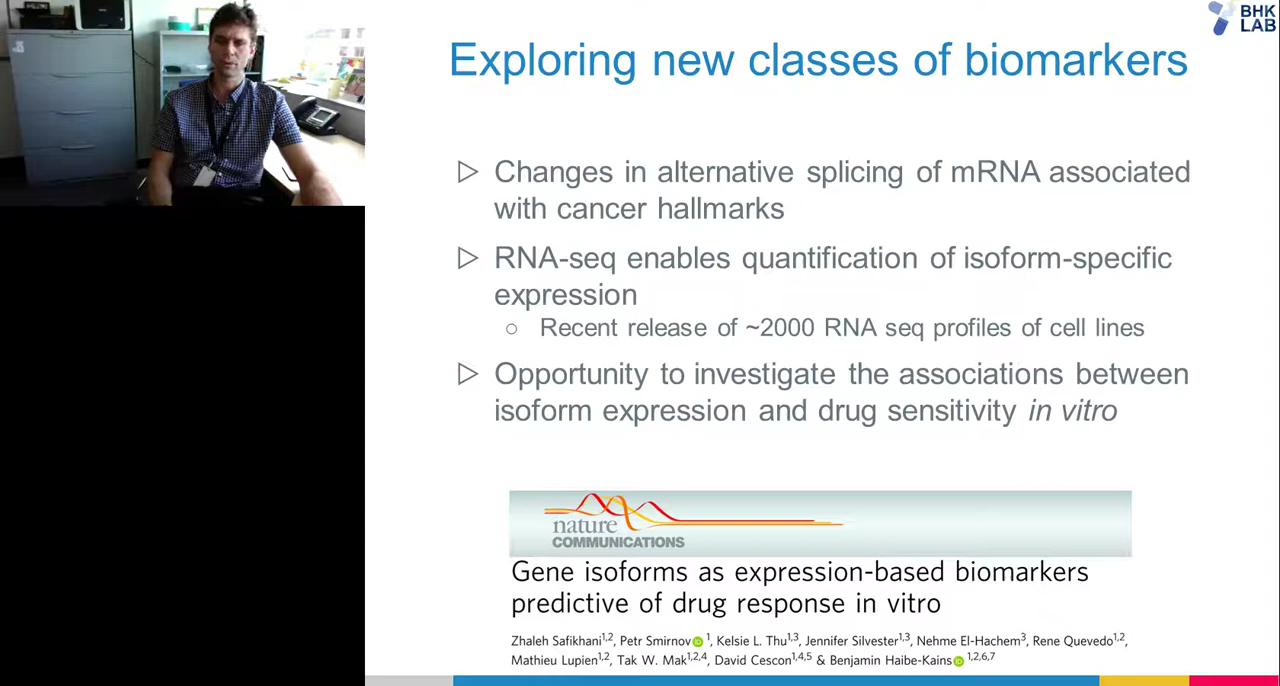 BHK
LAB
Exploring new classes of biomarkers
Changes in alternative splicing of mRNA associated
with cancer hallmarks
RNA-seq enables quantification of isoform-specific
expression
Recent release of ~2000 RNA seq profiles of cell lines
Opportunity to investigate the associations between
isoform expression and drug sensitivity in vitro
nature
COMMUNICATIONS
Gene isoforms as expression-based biomarkers
predictive of drug response in vitro
Zhaleh Safikhani1,2, Petr Smirnov 1, Kelsie L. Thu1,3, Jennifer Silvester1,3, Nehme El-Hachem3, Rene Quevedo1,2,
Mathieu Lupien1,2, Tak W. Mak1,2,4, David Cescon1,4,5 & Benjamin Haibe-Kains 1,2,6,7